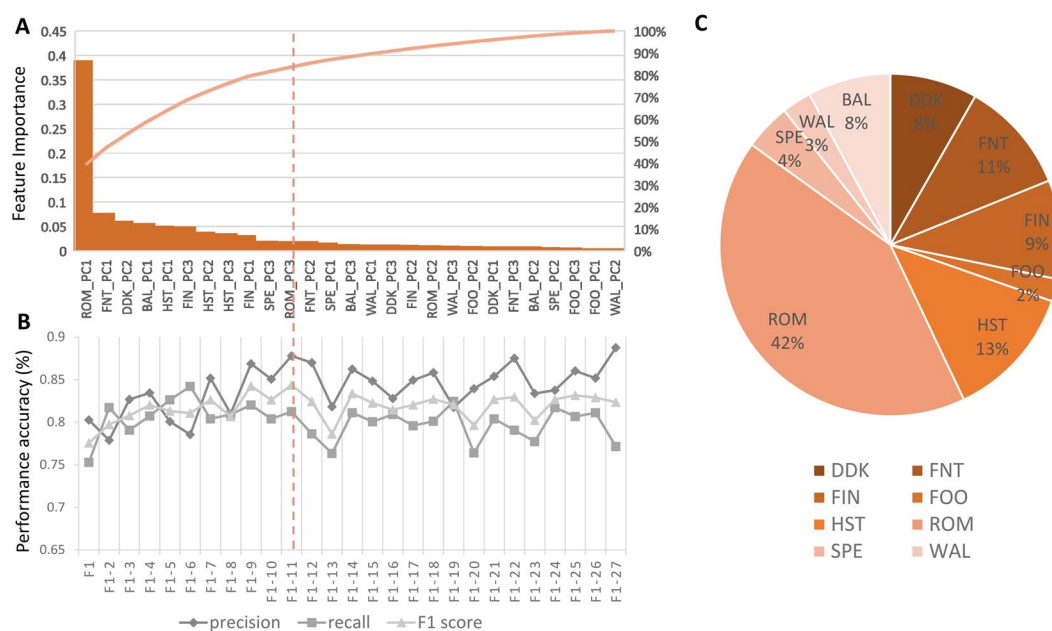 A
Feature Importance
0.45
0.4
0.35
0.3
0.25
0.2
0.15
0.1
0.05
0
100%
90%
80%
70%
60%
50%
40%
30%
20%
10%
0%
ROM_PC1
FNT_PC1
DDK_PC2
BAL_PC1
HST_PC1
FIN_PC3
HST_PC2
HST_PC3
FIN_PC1
SPE_PC3
ROM_PC3
FNT_PC2
SPE_PC1
BAL_PC3
WAL_PC1
DDK_PC3
FIN_PC2
ROM_PC2
WAL_PC3
FOO_PC2
DDK_PC1
FNT_PC3
BAL_PC2
SPE_PC2
FOO_PC3
FOO_PC1
WAL_PC2
B
Performance accuracy (%)
0.9
0.85
0.8
0.75
0.7
0.65
F1
F1-2
F1-3
F1-4
F1-5
F1-6
F1-7
F1-8
F1-9
F1-10
F1-11
F1-12
F1-13
F1-14
F1-15
F1-16
F1-17
F1-18
F1-19
F1-20
F1-21
F1-22
F1-23
F1-24
F1-25
F1-26
F1-27
precision recall F1 score
C
DDK
8%
FNT
11%
FIN
9%
FOO
2%
HST
13%
ROM
42%
SPE
4%
WAL
3%
BAL
8%
DDK FNT
FIN FOO
HST ROM
SPE WAL